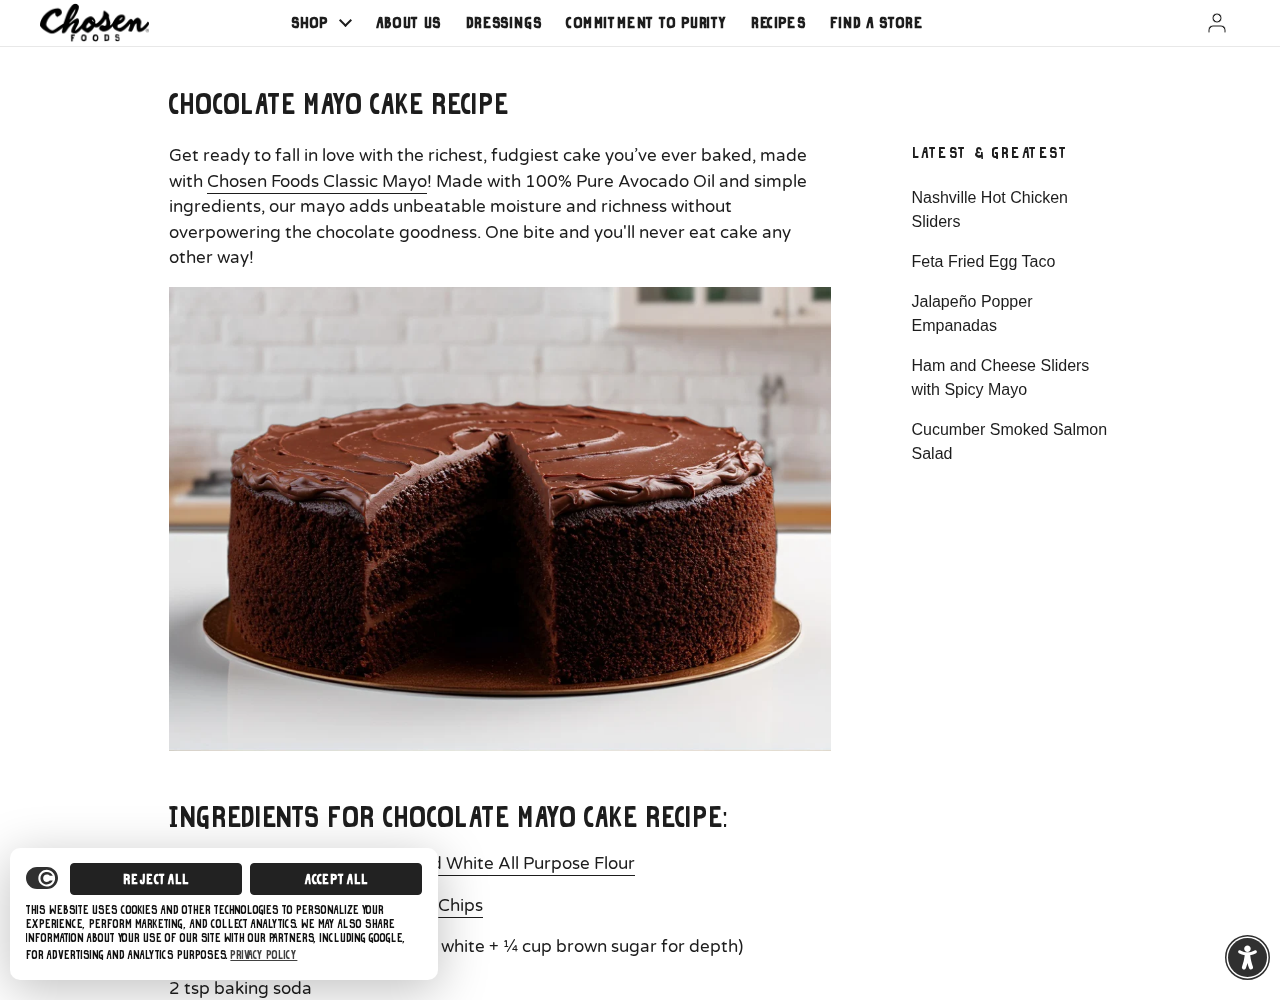 Chosen
FOODS
SHOP
ABOUT US
DRESSINGS
COMMITMENT TO PURITY
RECIPES
FIND A STORE
CHOCOLATE MAYO CAKE RECIPE
Get ready to fall in love with the richest, fudgiest cake you’ve ever baked, made
with Chosen Foods Classic Mayo! Made with 100% Pure Avocado Oil and simple
ingredients, our mayo adds unbeatable moisture and richness without
overpowering the chocolate goodness. One bite and you'll never eat cake any
other way!
LATEST & GREATEST
Nashville Hot Chicken
Sliders
Feta Fried Egg Taco
Jalapeño Popper
Empanadas
Ham and Cheese Sliders
with Spicy Mayo
Cucumber Smoked Salmon
Salad
INGREDIENTS FOR CHOCOLATE MAYO CAKE RECIPE:
White All Purpose Flour
Chips
white + ¼ cup brown sugar for depth)
2 tsp baking soda
REJECT ALL
ACCEPT ALL
THIS WEBSITE USES COOKIES AND OTHER TECHNOLOGIES TO PERSONALIZE YOUR
EXPERIENCE, PERFORM MARKETING, AND COLLECT ANALYTICS. WE MAY ALSO SHARE
INFORMATION ABOUT YOUR USE OF OUR SITE WITH OUR PARTNERS, INCLUDING GOOGLE,
FOR ADVERTISING AND ANALYTICS PURPOSES. PRIVACY POLICY